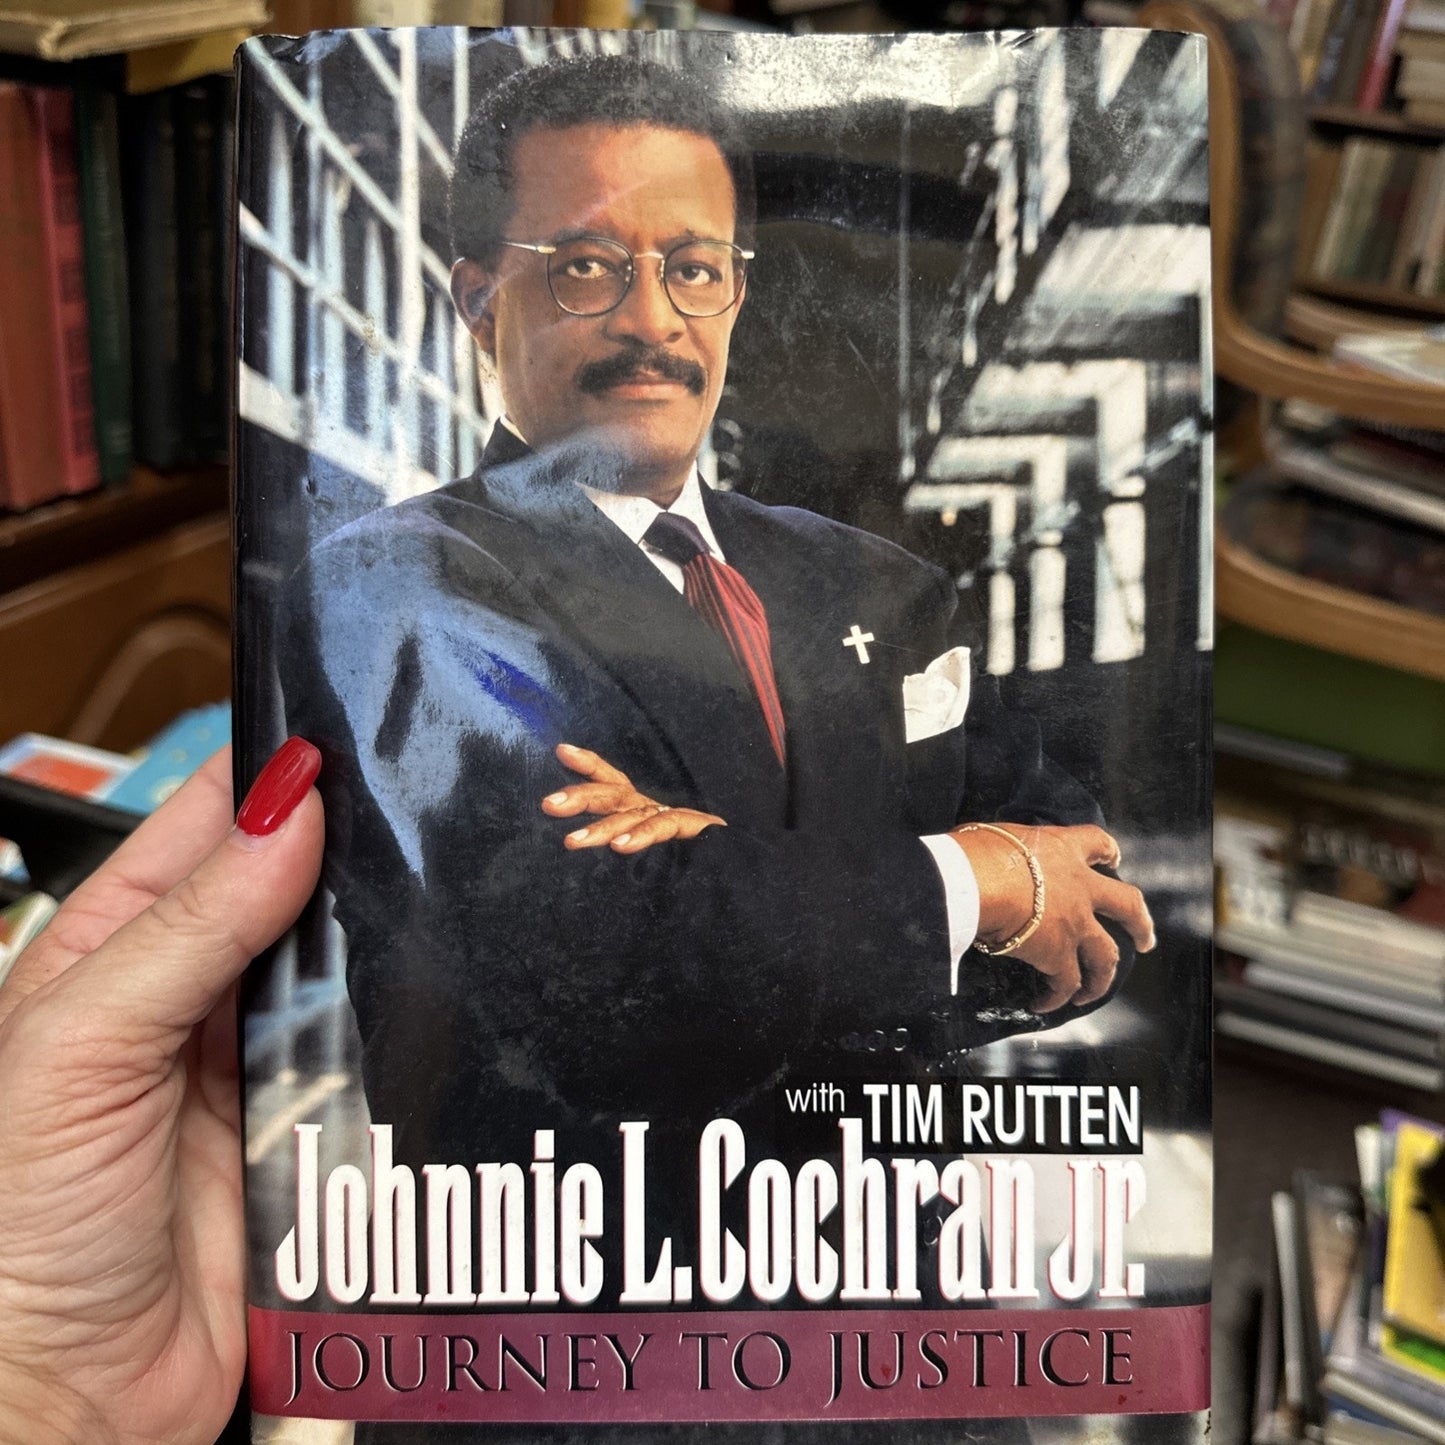 with TIM RUTTEN
Johnnie L. Cochran Jr.
JOURNEY TO JUSTICE